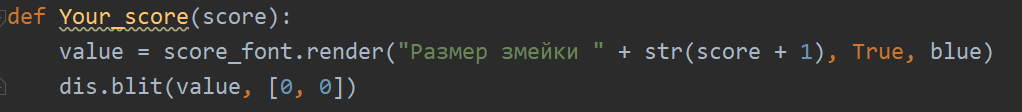 def Your_score(score):
    value = score_font.render("Размер змейки " + str(score + 1), True, blue)
    dis.blit(value, [0, 0])